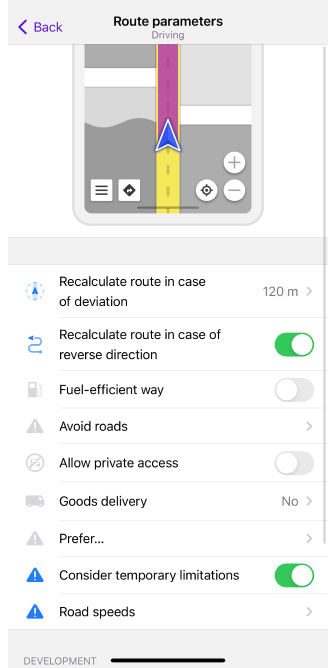 Back
Route parameters
Driving
Recalculate route in case
of deviation
120 m
Recalculate route in case of
reverse direction
Fuel-efficient way
Avoid roads
Allow private access
Goods delivery
No
Prefer...
Consider temporary limitations
Road speeds
DEVELOPMENT